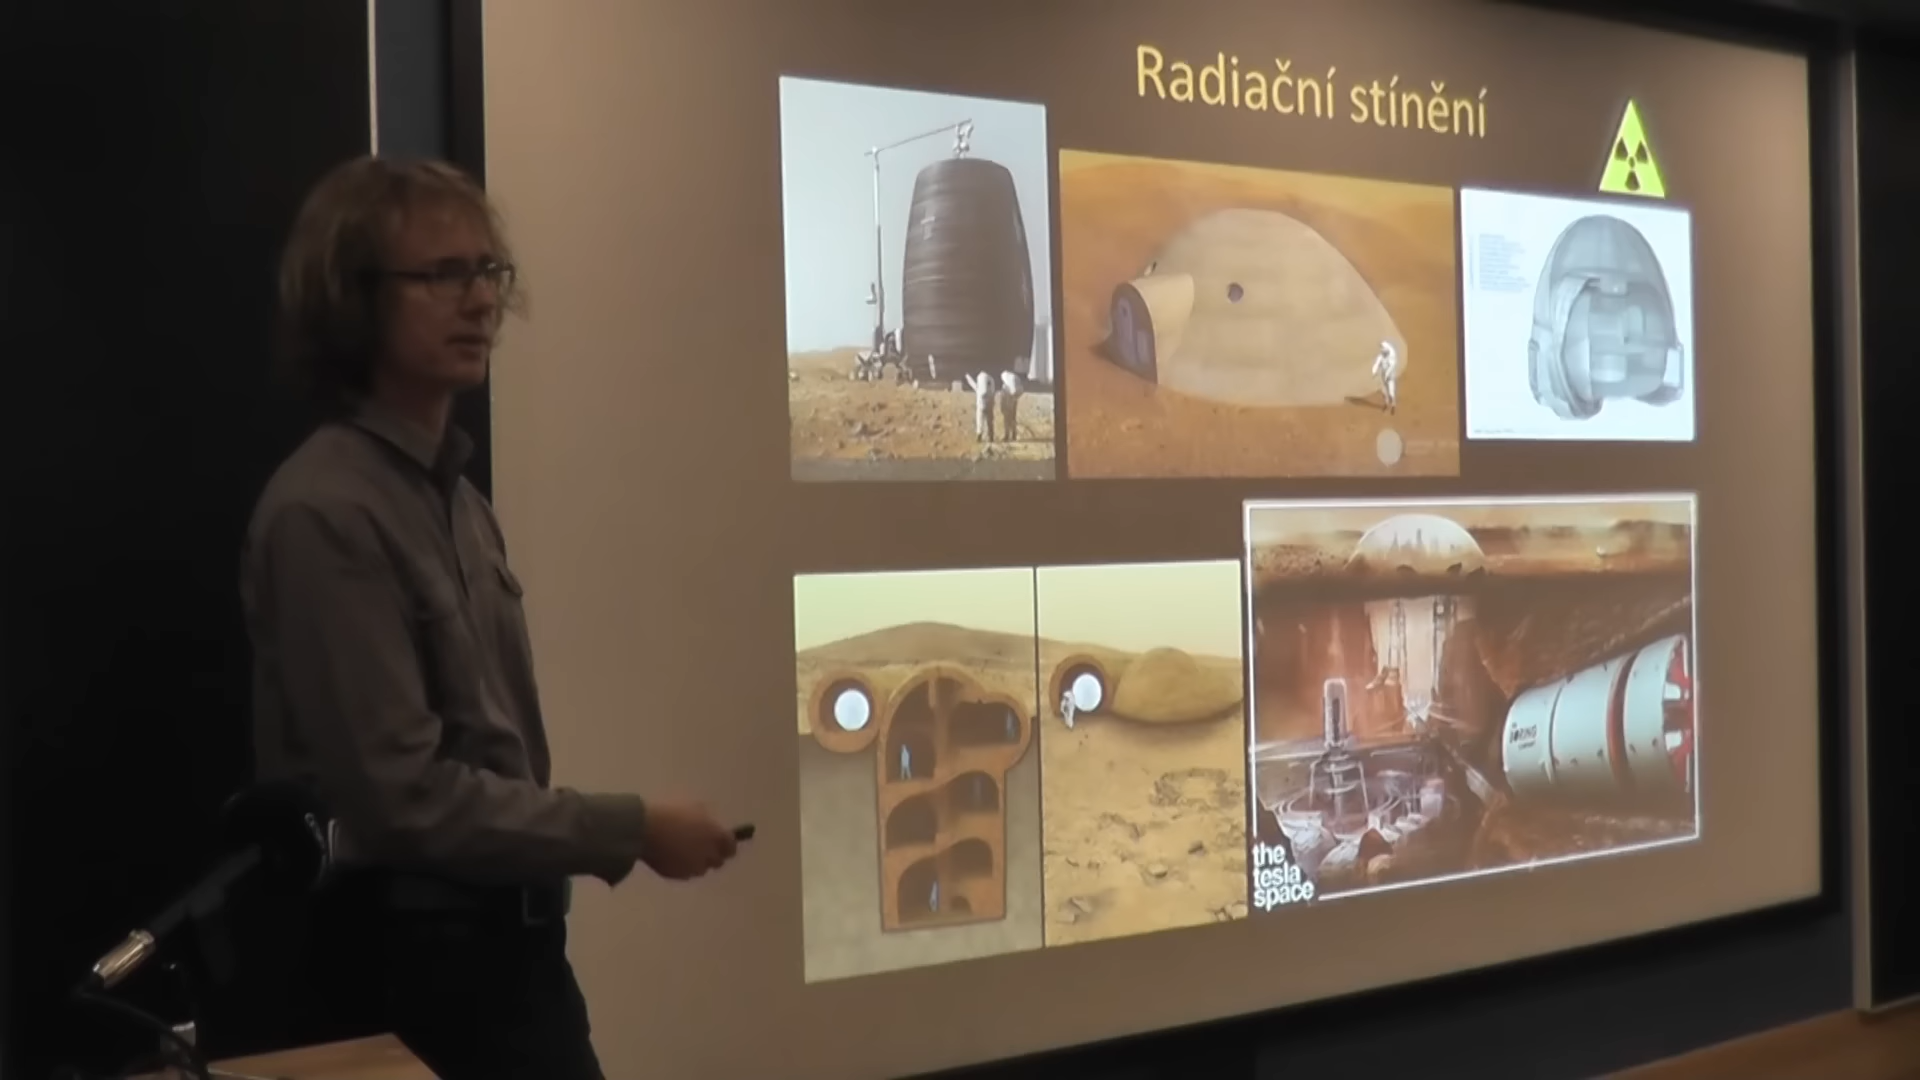 Radiační stínění
BORING
the
tesla
space